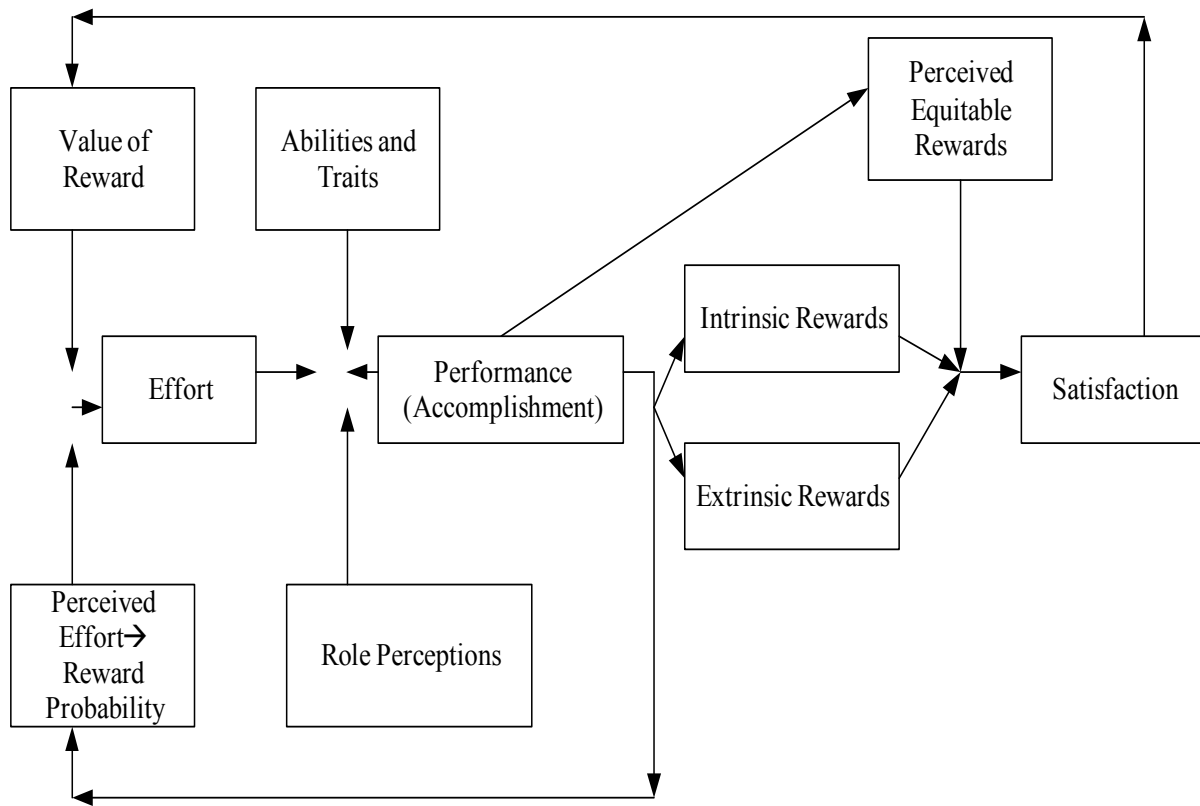 Perceived
Equitable
Rewards
Value of
Reward
Abilities and
Traits
Intrinsic Rewards
Effort
Performance
(Accomplishment)
Satisfaction
Extrinsic Rewards
Perceived
Effort→
Reward
Probability
Role Perceptions